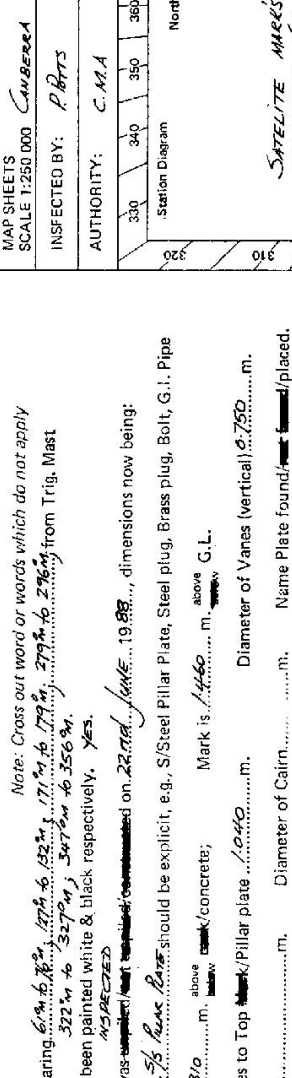 MAP SHEETS
SCALE 1:250 000 CANBERRA
INSPECTED BY: P. POTTS
AUTHORITY: C.M.A
330 340 350 360
Station Diagram
North
320
310
SATELITE MARK'S
Note: Cross out word or words which do not apply
aring. 61°M to 76°M, 127°M to 132°M; 171°M to 179°M; 279°M to 296°M from Trig. Mast
322°M to 327°M; 347°M to 356°M.
been painted white & black respectively. YES.
INSPECTED
was on 22nd JUNE 1988, dimensions now being:
S/S PILLAR PLATE should be explicit, e.g., S/Steel Pillar Plate, Steel plug, Brass plug, Bolt, G.I. Pipe
310 m. above /concrete; Mark is 1.460 m. above below G.L.
es to Top /Pillar plate 1.040 m. Diameter of Vanes (vertical) 0.750 m.
m. Diameter of Cairn m. Name Plate found/ /placed.